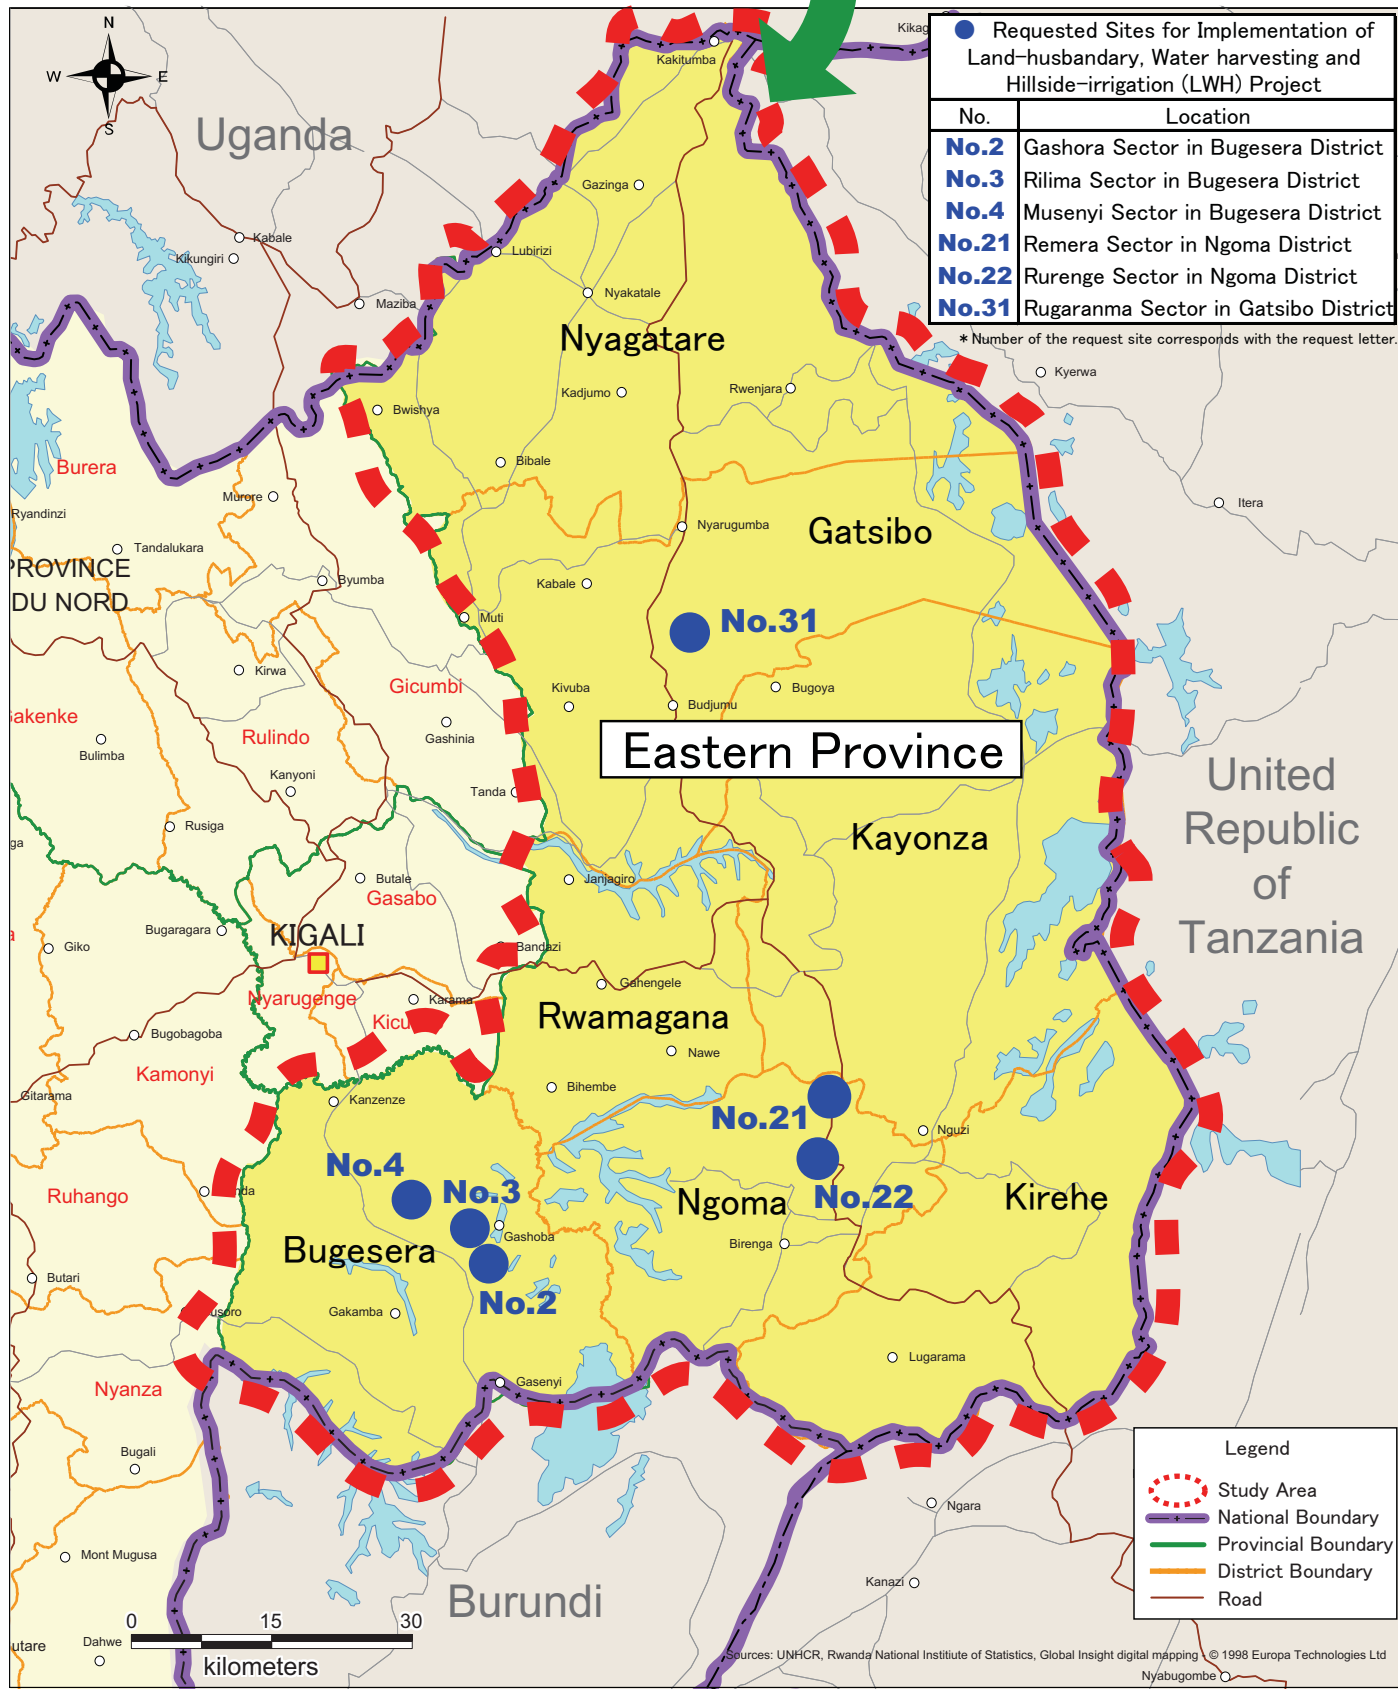 N
W
E
S
Kikag
● Requested Sites for Implementation of
Land-husbandary, Water harvesting and
Hillside-irrigation (LWH) Project
No. Location
No.2 Gashora Sector in Bugesera District
No.3 Rilima Sector in Bugesera District
No.4 Musenyi Sector in Bugesera District
No.21 Remera Sector in Ngoma District
No.22 Rurenge Sector in Ngoma District
No.31 Rugaranma Sector in Gatsibo District
* Number of the request site corresponds with the request letter.
Kakitumba
Uganda
Gazinga
Kabale
Kikungiri
Lubirizi
Maziba
Nyakatale
Nyagatare
Kyerwa
Kadjumo
Rwenjara
Bwishya
Burera
Bibale
Murore
Itera
Ryandinzi
Nyarugumba
Gatsibo
Tandalukara
PROVINCE
DU NORD
Byumba
Kabale
No.31
Muti
Kirwa
Gicumbi
Kivuba
Bugoya
Budjumu
Gakenke
Rulindo
Gashinia
Bulimba
Eastern Province
Kanyoni
Tanda
United
Republic
of
Tanzania
Rusiga
ga
Kayonza
Butale
Gasabo
Janjagiro
Bugaragara
KIGALI
Giko
Bandazi
a
Gahengele
Nyarugenge
Karama
Kicu
Rwamagana
Bugobagoba
Nawe
Kamonyi
Bihembe
Gitarama
Kanzenze
No.21
Nguzi
No.4
No.3
Ruhango
nda
Ngoma
No.22
Kirehe
Gashoba
Bugesera
Birenga
Butari
No.2
usoro
Gakamba
Lugarama
Nyanza
Gasenyi
Bugali
Legend
Study Area
National Boundary
Provincial Boundary
District Boundary
Road
Ngara
Mont Mugusa
Kanazi
Burundi
0 15 30
kilometers
utare
Dahwe
Sources: UNHCR, Rwanda National Institiute of Statistics, Global Insight digital mapping - © 1998 Europa Technologies Ltd
Nyabugombe